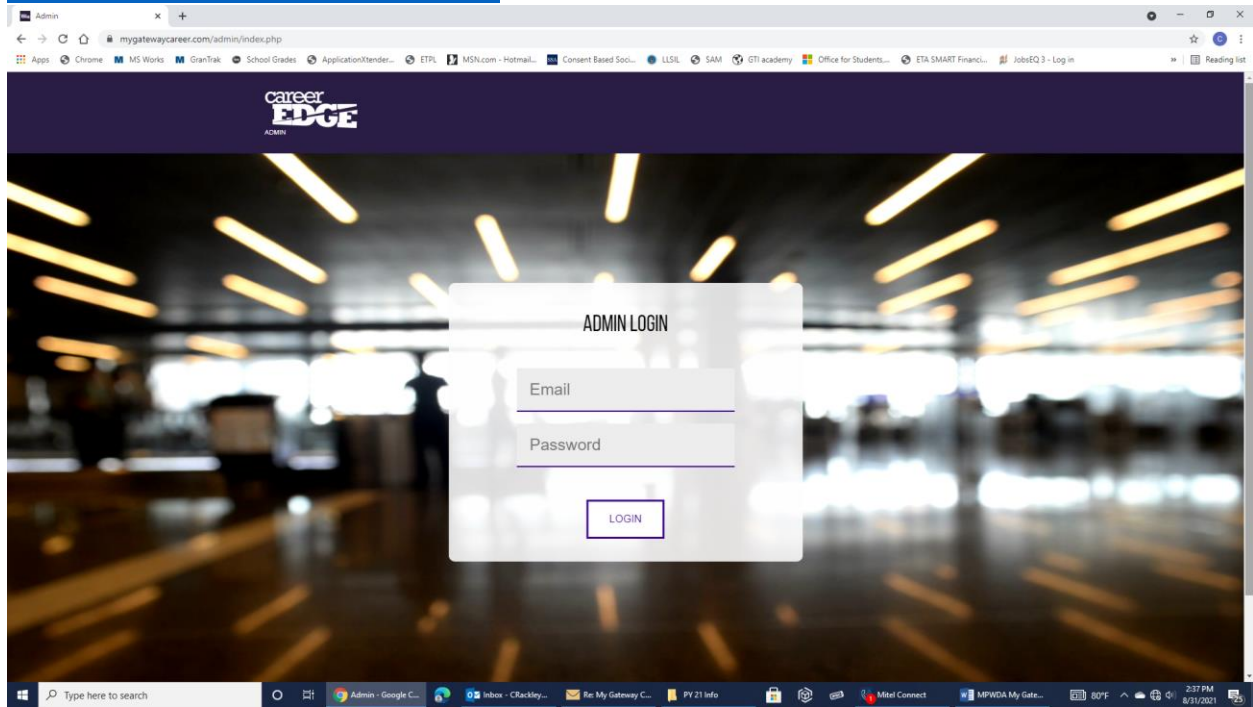 Admin
mygatewaycareer.com/admin/index.php
Apps Chrome MS Works GranTrak School Grades ApplicationXtender... ETPL MSN.com - Hotmail... Consent Based Soci... LLSIL SAM GTI academy Office for Students,... ETA SMART Financi... JobsEQ 3 - Log in » Reading list
career
EDGE
ADMIN
ADMIN LOGIN
Email
Password
LOGIN
Type here to search Admin - Google C... Inbox - CRackley... Re: My Gateway C... PY 21 Info Mitel Connect MPWDA My Gate... 80°F 2:37 PM
8/31/2021